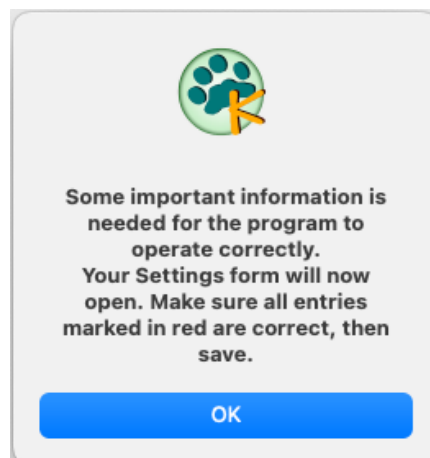 Some important information is
needed for the program to
operate correctly.
Your Settings form will now
open. Make sure all entries
marked in red are correct, then
save.
OK